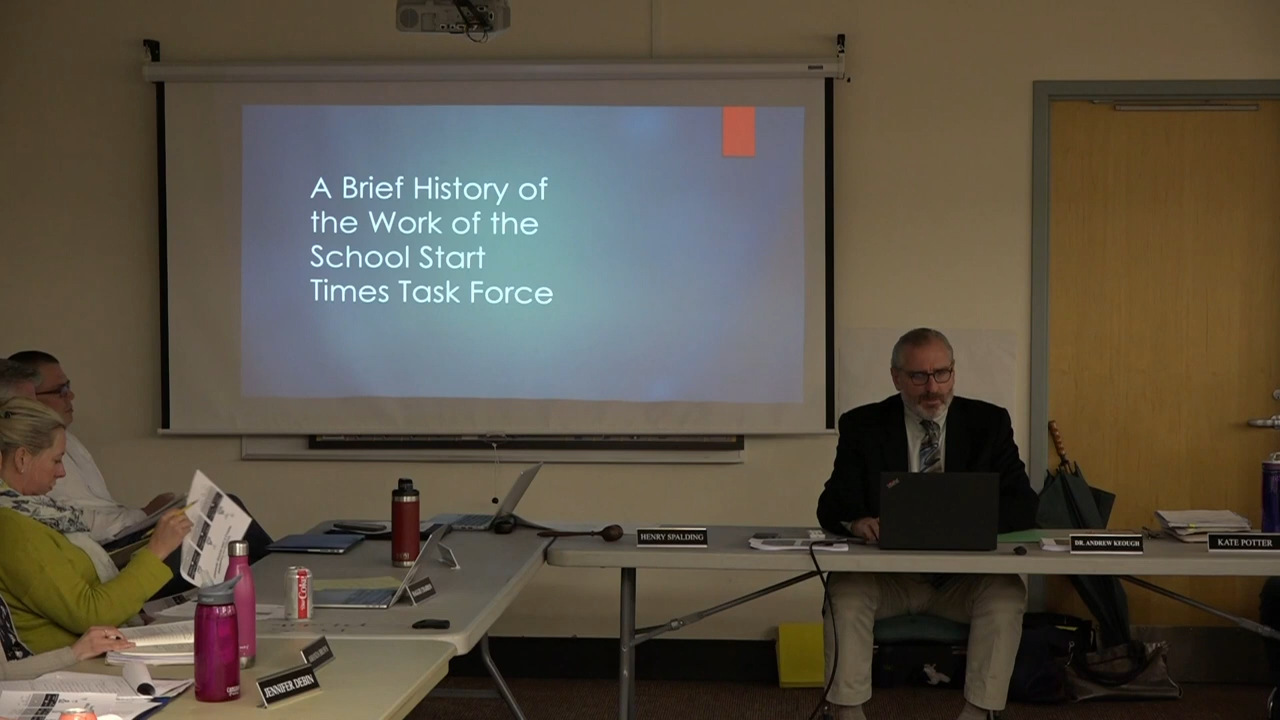 A Brief History of
the Work of the
School Start
Times Task Force
HENRY SPALDING
DR. ANDREW KEOUGH
KATE POTTER
JENNIFER DEBIN
Coke